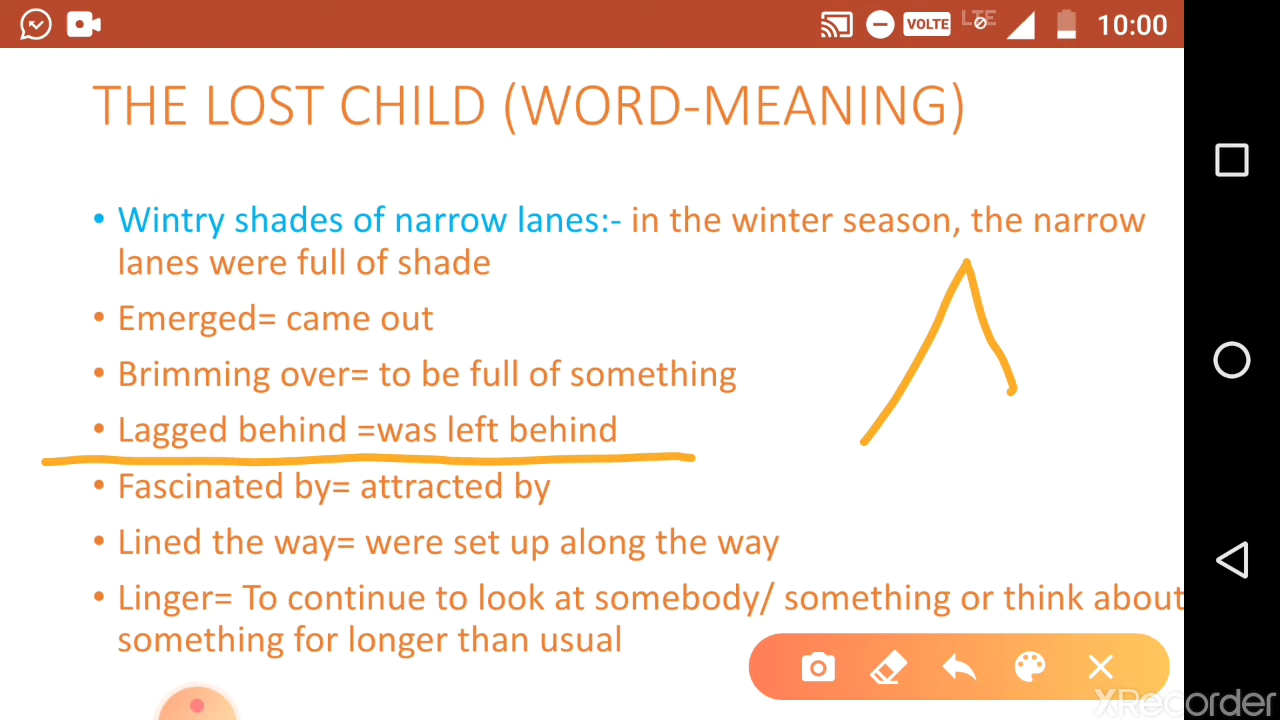 VOLTE LTE 10:00
THE LOST CHILD (WORD-MEANING)
• Wintry shades of narrow lanes:- in the winter season, the narrow
lanes were full of shade
• Emerged= came out
• Brimming over= to be full of something
• Lagged behind =was left behind
• Fascinated by= attracted by
• Lined the way= were set up along the way
• Linger= To continue to look at somebody/ something or think about
something for longer than usual
XRecorder